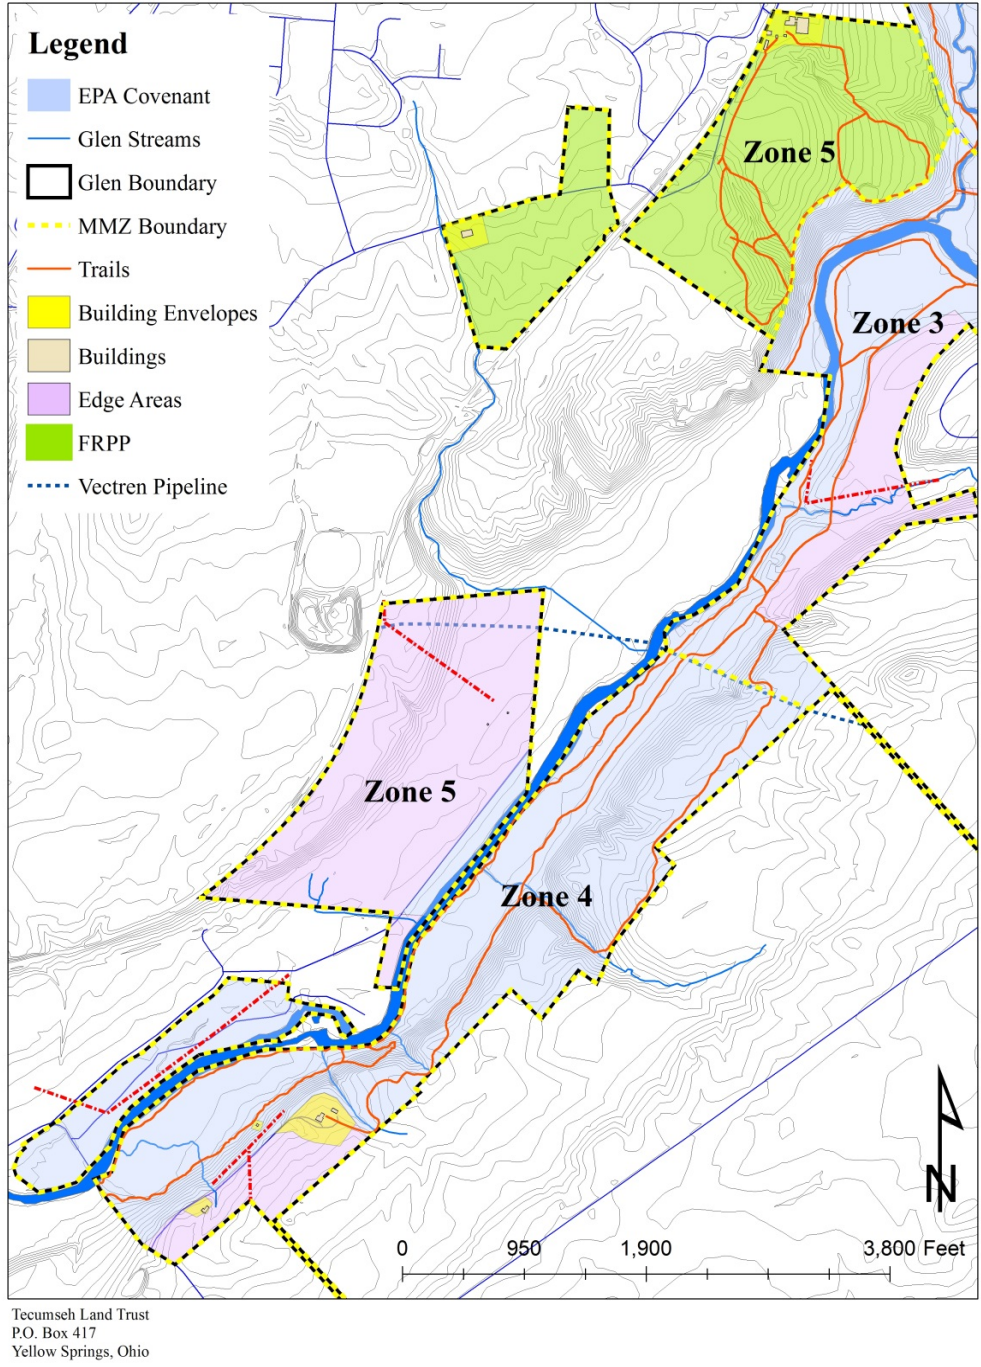 Legend
EPA Covenant
Glen Streams
Glen Boundary
MMZ Boundary
Trails
Building Envelopes
Buildings
Edge Areas
FRPP
Vectren Pipeline
Zone 5
Zone 3
Zone 5
Zone 4
N
0 950 1,900 3,800 Feet
Tecumseh Land Trust
P.O. Box 417
Yellow Springs, Ohio